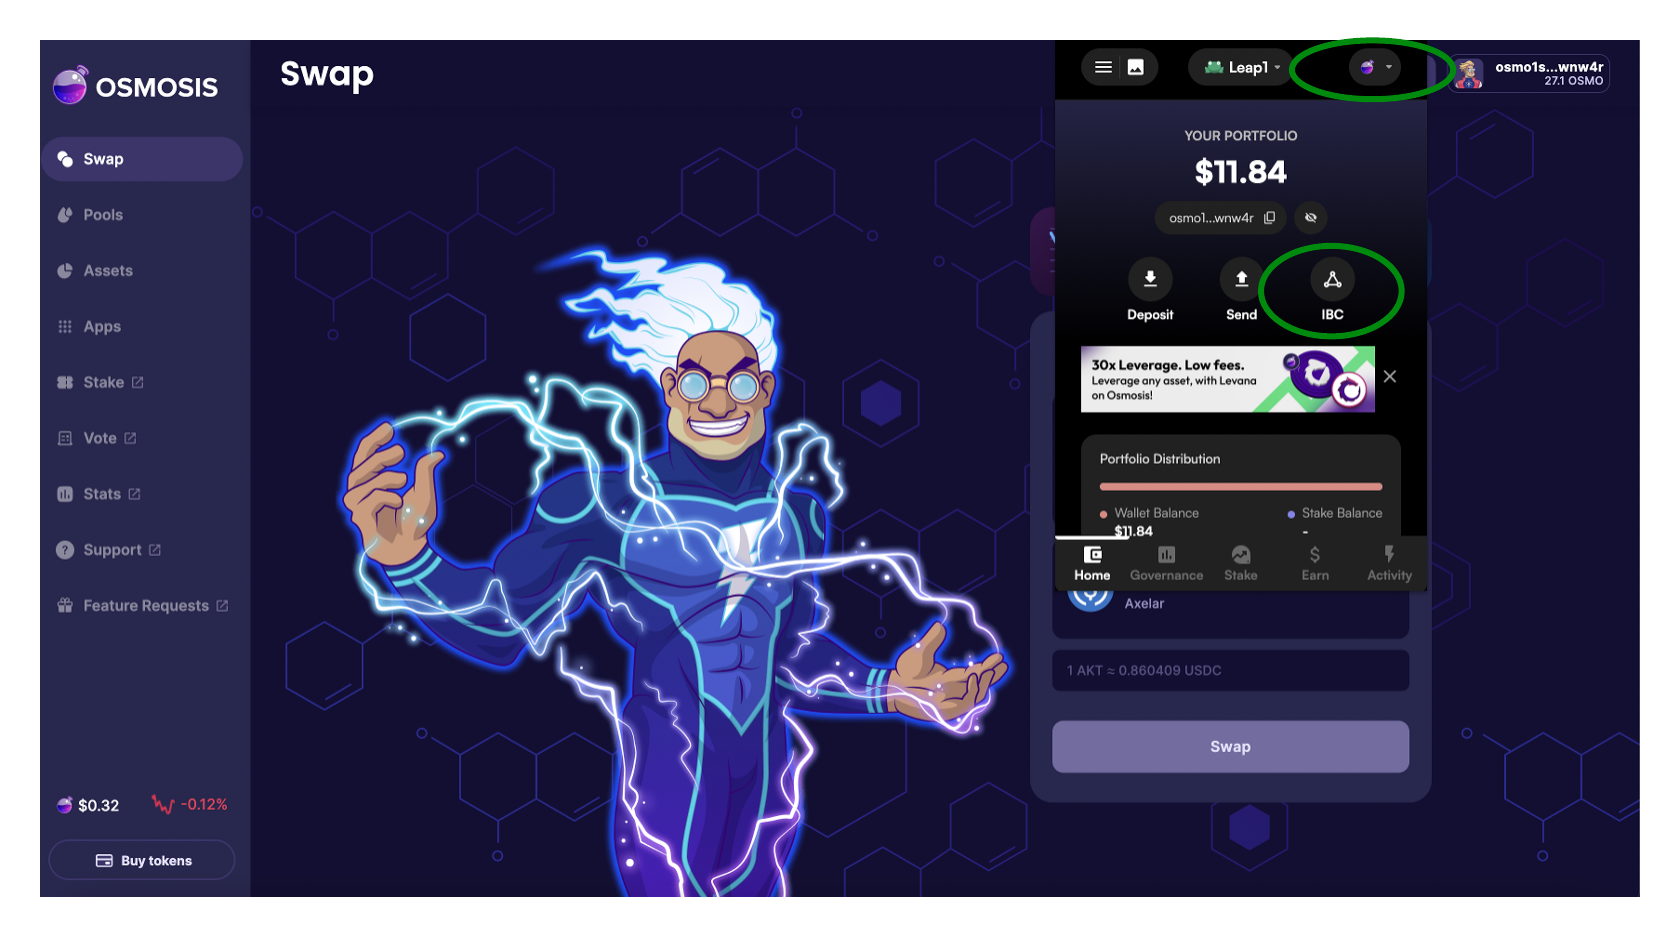 OSMOSIS
Swap
Pools
Assets
Apps
Stake
Vote
Stats
Support
Feature Requests
$0.32
-0.12%
Buy tokens
Swap
Leap1
osmo1s...wnw4r
27.1 OSMO
YOUR PORTFOLIO
$11.84
osmo1...wnw4r
Deposit
Send
IBC
30x Leverage. Low fees.
Leverage any asset, with Levana
on Osmosis!
Portfolio Distribution
Wallet Balance
Stake Balance
$11.84
-
Home
Governance
Stake
Earn
Activity
Axelar
1 AKT ≈ 0.860409 USDC
Swap